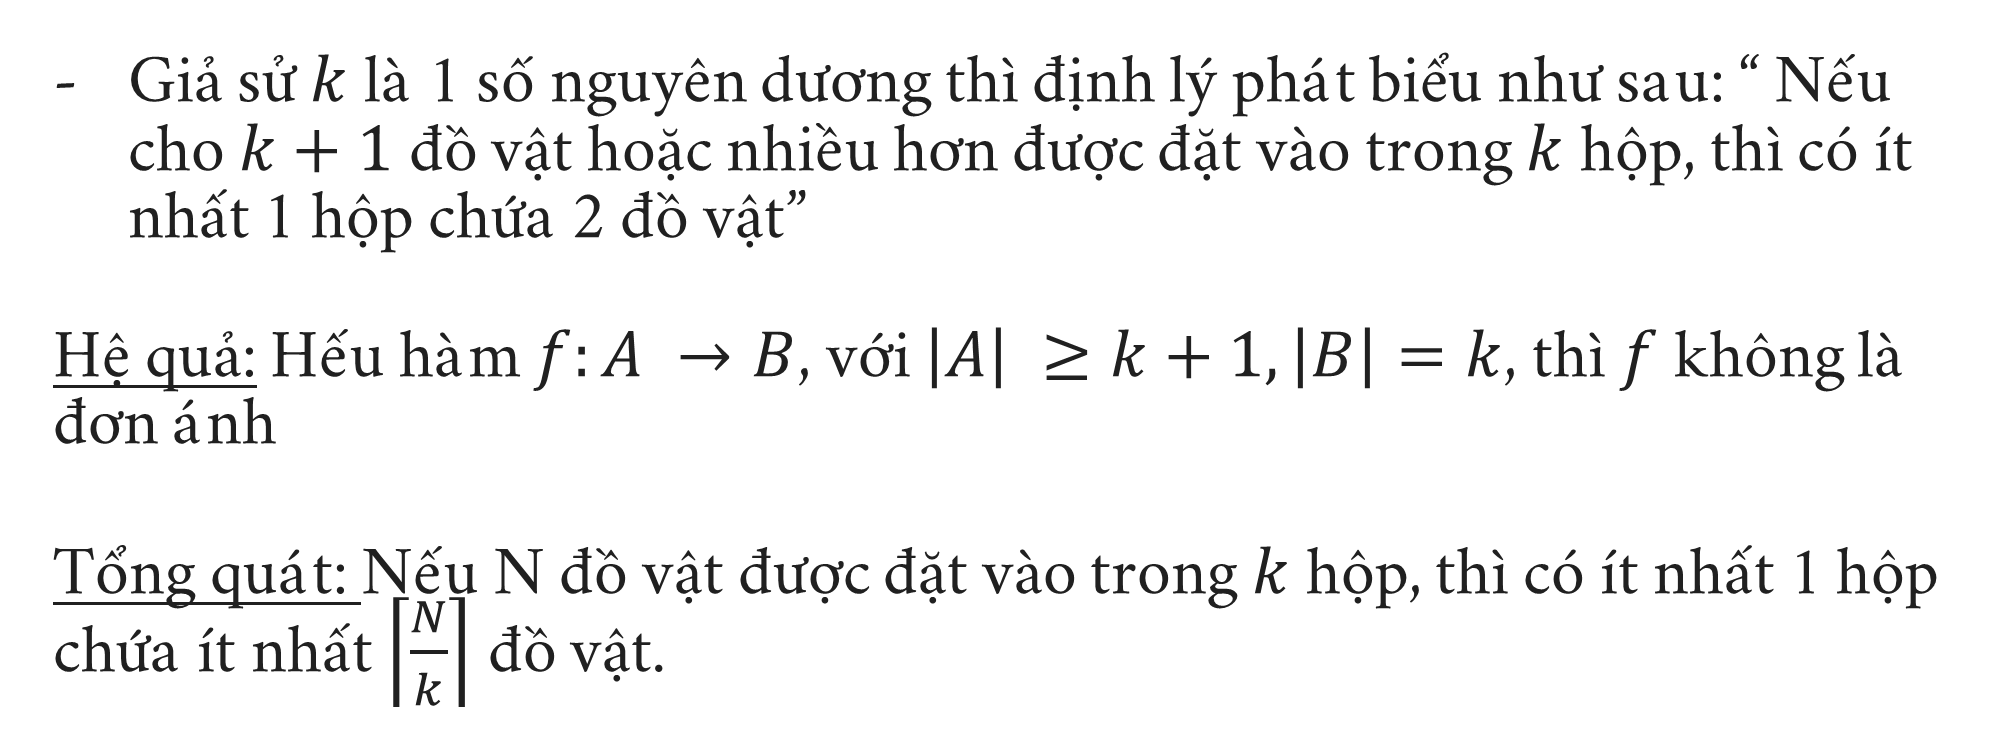 - Giả sử k là 1 số nguyên dương thì định lý phát biểu như sau: “ Nếu
cho k + 1 đồ vật hoặc nhiều hơn được đặt vào trong k hộp, thì có ít
nhất 1 hộp chứa 2 đồ vật”
Hệ quả: Hếu hàm f: A → B, với |A| ≥ k + 1, |B| = k, thì f không là
đơn ánh
Tổng quát: Nếu N đồ vật được đặt vào trong k hộp, thì có ít nhất 1 hộp
chứa ít nhất ⌈N/k⌉ đồ vật.